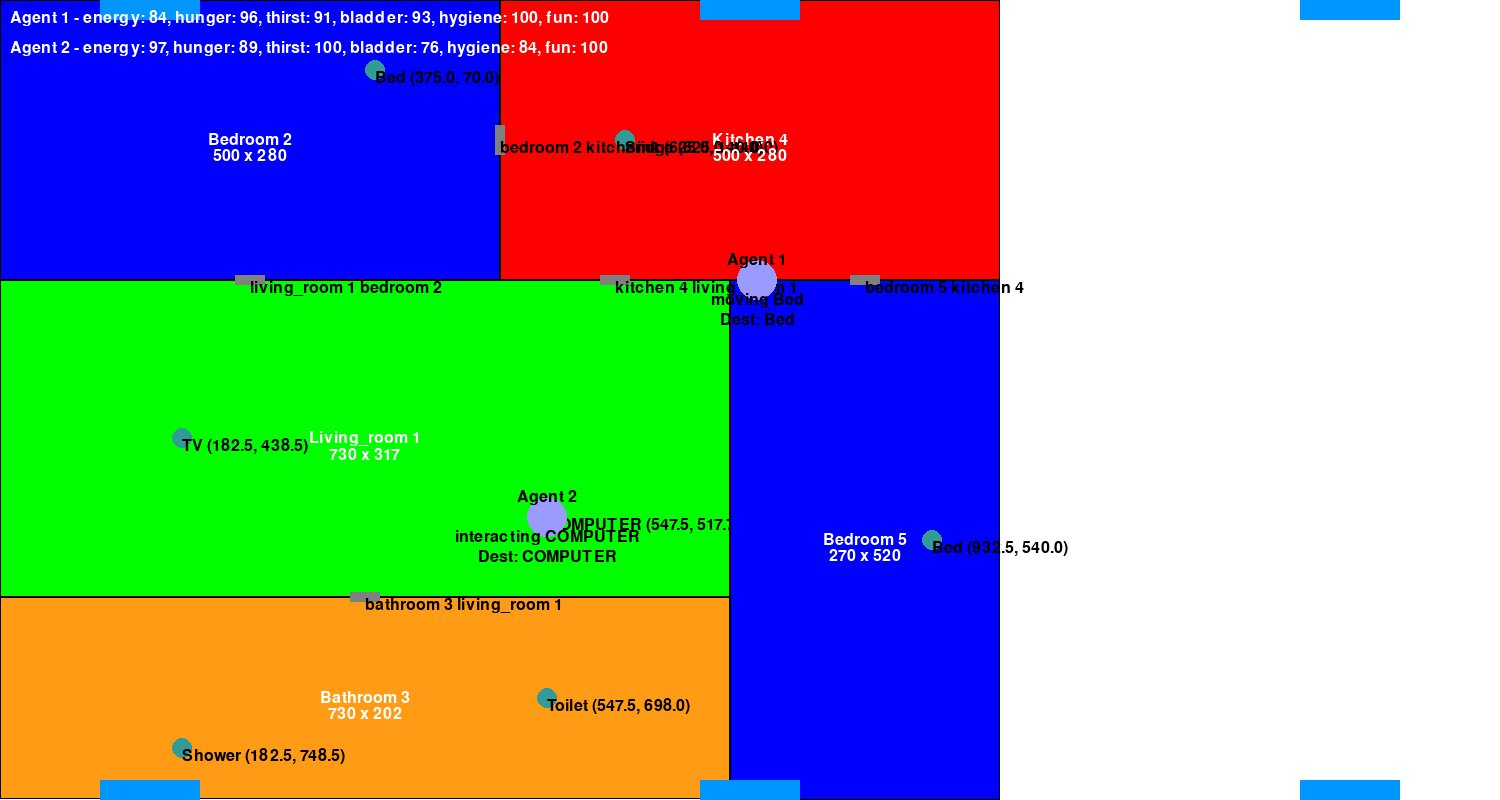 Agent 1 - energy: 84, hunger: 96, thirst: 91, bladder: 93, hygiene: 100, fun: 100
Agent 2 - energy: 97, hunger: 89, thirst: 100, bladder: 76, hygiene: 84, fun: 100
Bed (375.0, 70.0)
Bedroom 2
500 x 280
Kitchen 4
500 x 280
bedroom 2 kitchen 4
Agent 1
moving Bed
Dest: Bed
living_room 1 bedroom 2
kitchen 4 living_room 1
bedroom 5 kitchen 4
TV (182.5, 438.5)
Living_room 1
730 x 317
Agent 2
COMPUTER (547.5, 517.7
interacting COMPUTER
Dest: COMPUTER
Bedroom 5
270 x 520
Bed (932.5, 540.0)
bathroom 3 living_room 1
Bathroom 3
730 x 202
Toilet (547.5, 698.0)
Shower (182.5, 748.5)